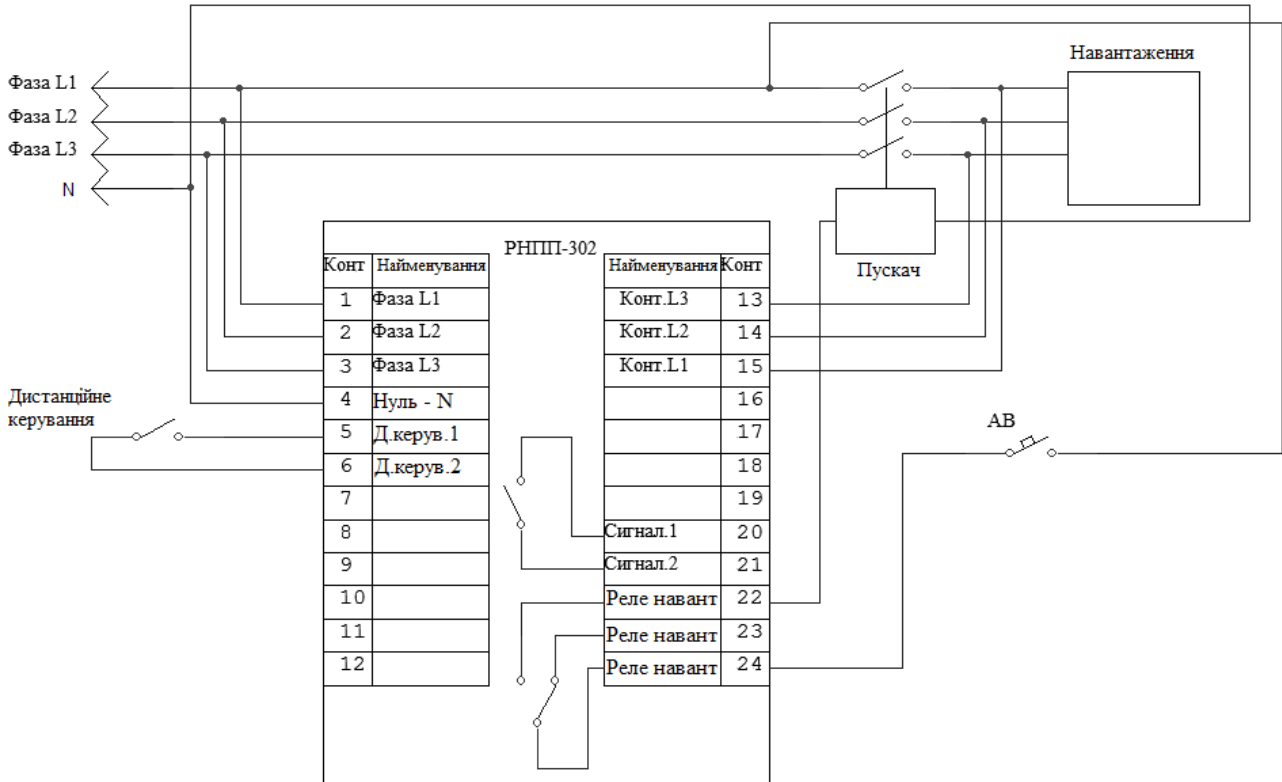 Навантаження
Фаза L1
Фаза L2
Фаза L3
N
РНПП-302
Пускач
Конт Найменування
Найменування Конт
1 Фаза L1
Конт.L3 13
2 Фаза L2
Конт.L2 14
3 Фаза L3
Конт.L1 15
Дистанційне
керування
4 Нуль - N
16
5 Д.керув.1
17
АВ
6 Д.керув.2
18
7
19
8
Сигнал.1 20
9
Сигнал.2 21
10
Реле навант 22
11
Реле навант 23
12
Реле навант 24